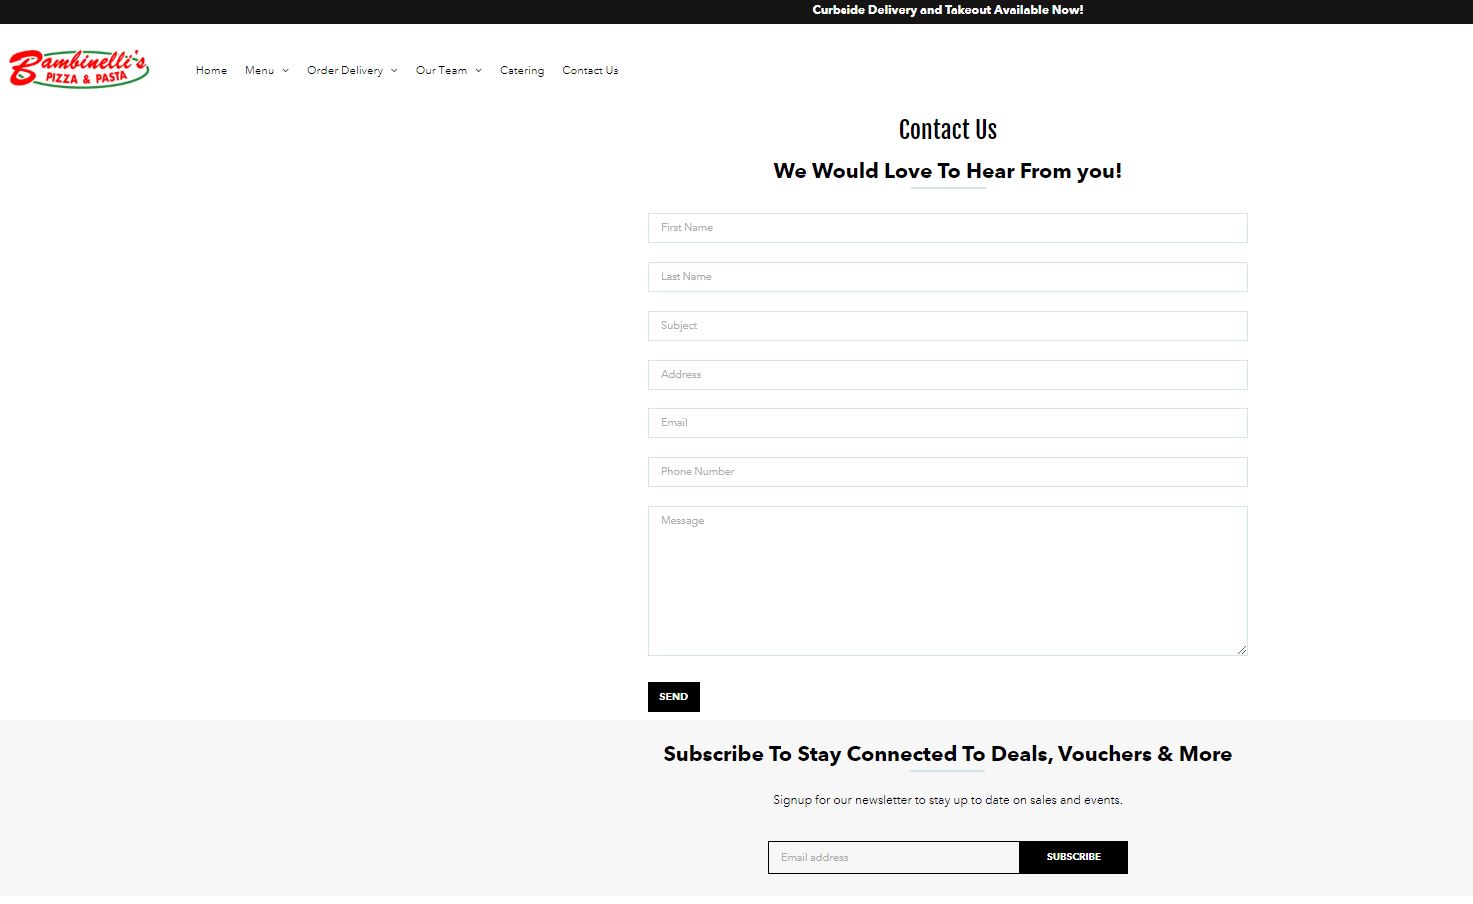 Curbside Delivery and Takeout Available Now!
Bambinelli's
PIZZA & PASTA
Home Menu Order Delivery Our Team Catering Contact Us
Contact Us
We Would Love To Hear From you!
First Name
Last Name
Subject
Address
Email
Phone Number
Message
SEND
Subscribe To Stay Connected To Deals, Vouchers & More
Signup for our newsletter to stay up to date on sales and events.
Email address SUBSCRIBE